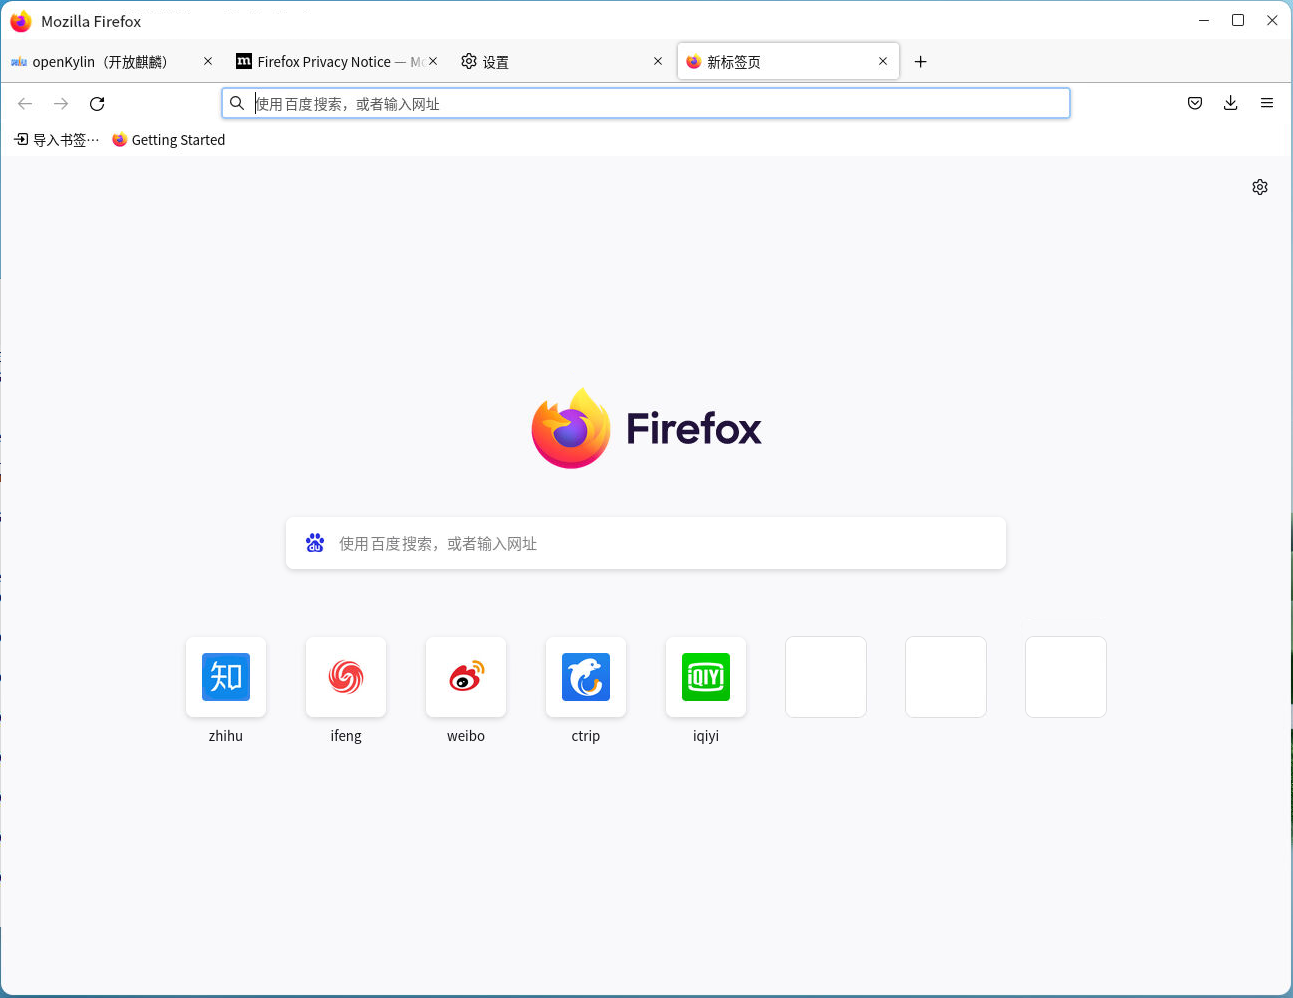 Mozilla Firefox
openKylin（开放麒麟）
Firefox Privacy Notice — Mo
设置
新标签页
使用百度搜索，或者输入网址
导入书签…
Getting Started
Firefox
du 使用百度搜索，或者输入网址
知
iQIYI
zhihu
ifeng
weibo
ctrip
iqiyi